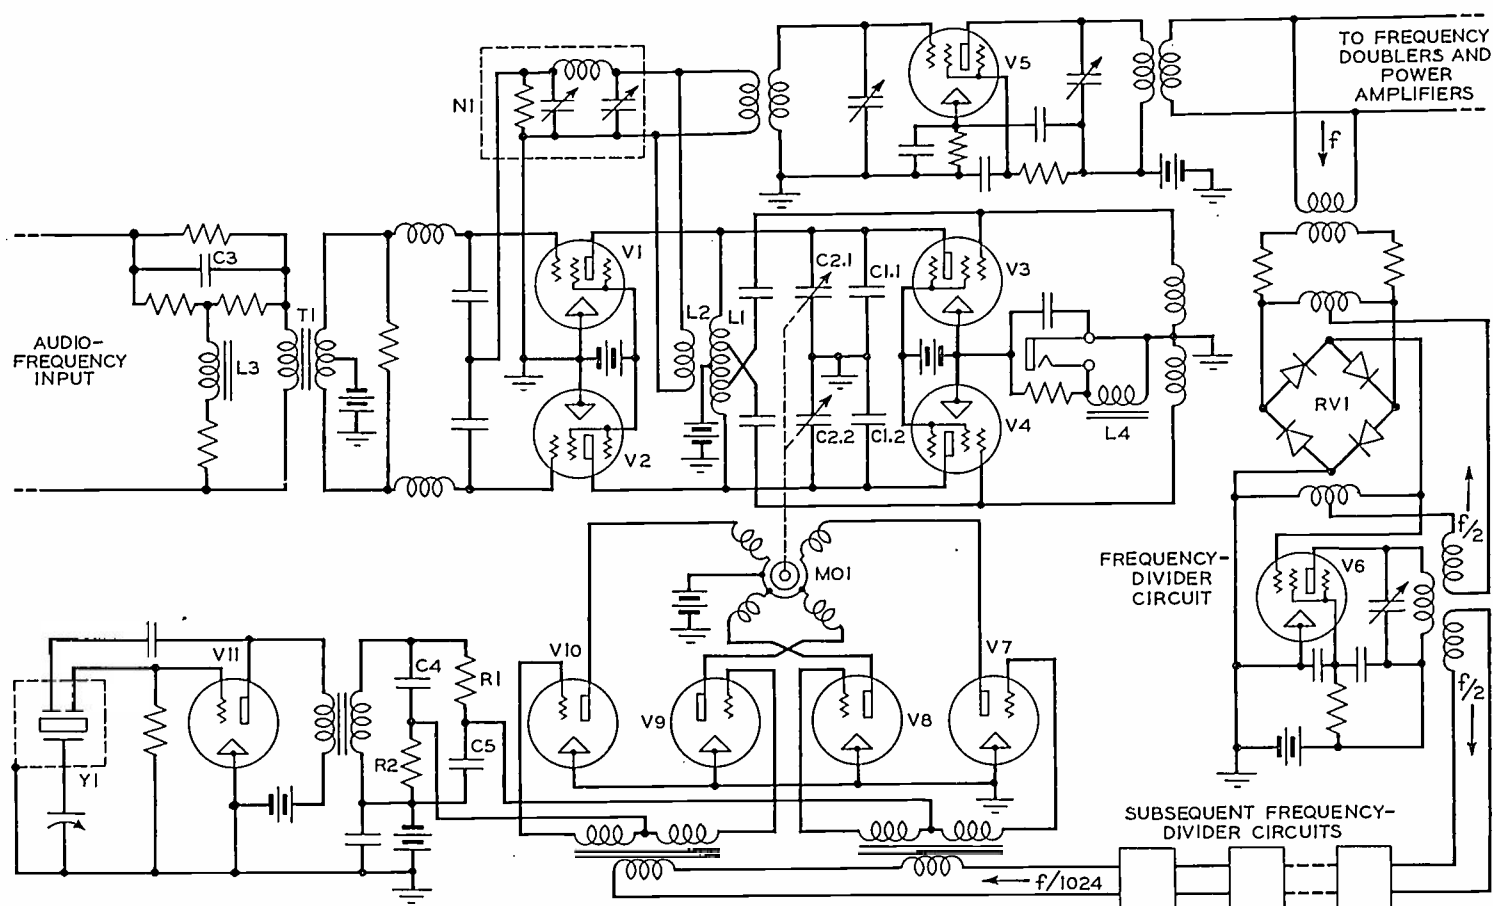 N1
V5
TO FREQUENCY
DOUBLERS AND
POWER
AMPLIFIERS
f
AUDIO-
FREQUENCY
INPUT
C3
T1
L3
V1
V2
L2
L1
C2.1
C1.1
C2.2
C1.2
V3
V4
L4
RV1
f/2
FREQUENCY-
DIVIDER
CIRCUIT
V6
f/2
MO1
V10
V9
V8
V7
Y1
V11
C4
R1
R2
C5
SUBSEQUENT FREQUENCY-
DIVIDER CIRCUITS
f/1024